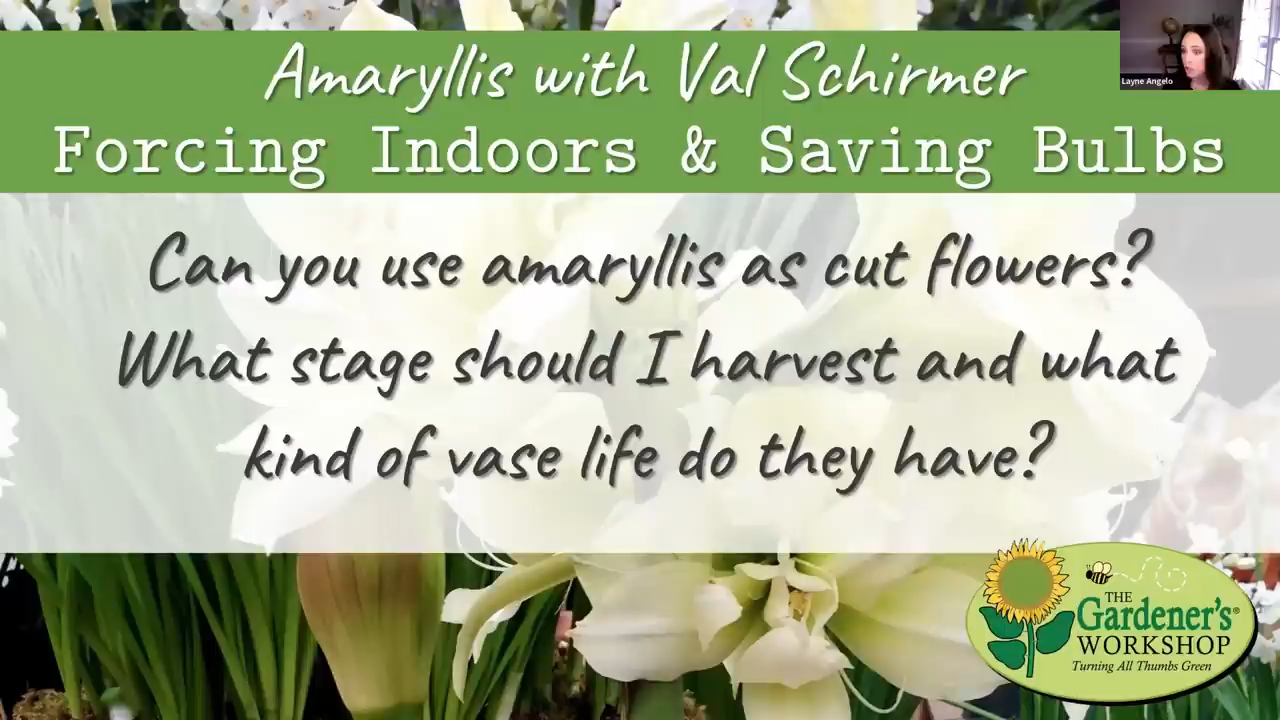 Amaryllis with Val Schirmer
Forcing Indoors & Saving Bulbs
Layne Angelo
Can you use amaryllis as cut flowers?
What stage should I harvest and what
kind of vase life do they have?
THE
Gardener's®
WORKSHOP
Turning All Thumbs Green